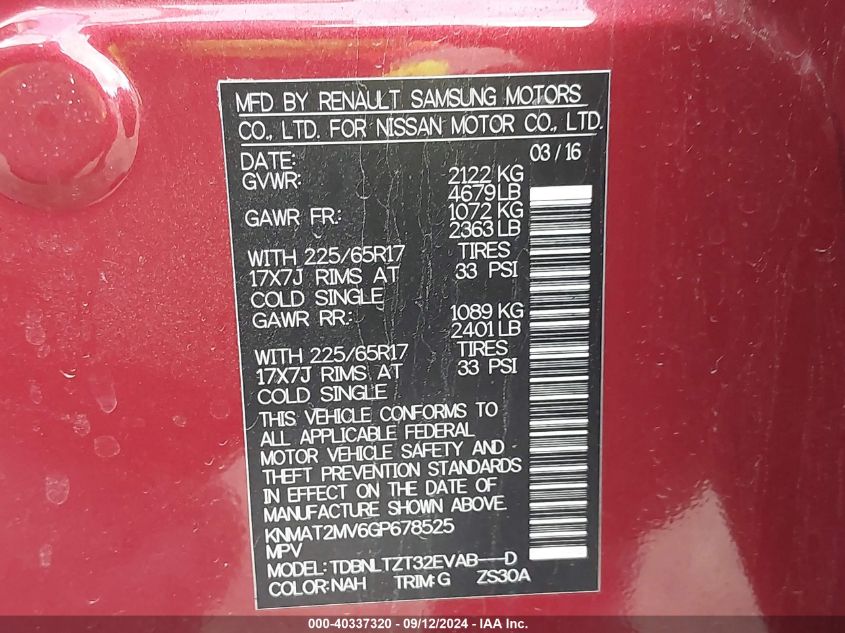 MFD BY RENAULT SAMSUNG MOTORS
CO., LTD. FOR NISSAN MOTOR CO., LTD.
DATE: 03 / 16
GVWR: 2122 KG
4679 LB
GAWR FR.: 1072 KG
2363 LB
WITH 225/65R17 TIRES
17X7J RIMS AT 33 PSI
COLD SINGLE
GAWR RR.: 1089 KG
2401 LB
WITH 225/65R17 TIRES
17X7J RIMS AT 33 PSI
COLD SINGLE
THIS VEHICLE CONFORMS TO
ALL APPLICABLE FEDERAL
MOTOR VEHICLE SAFETY AND
THEFT PREVENTION STANDARDS
IN EFFECT ON THE DATE OF
MANUFACTURE SHOWN ABOVE.
KNMAT2MV6GP678525
MPV
MODEL: TDBNLTZT32EVAB---D
COLOR: NAH TRIM: G ZS30A
000-40337320 - 09/12/2024 - IAA Inc.